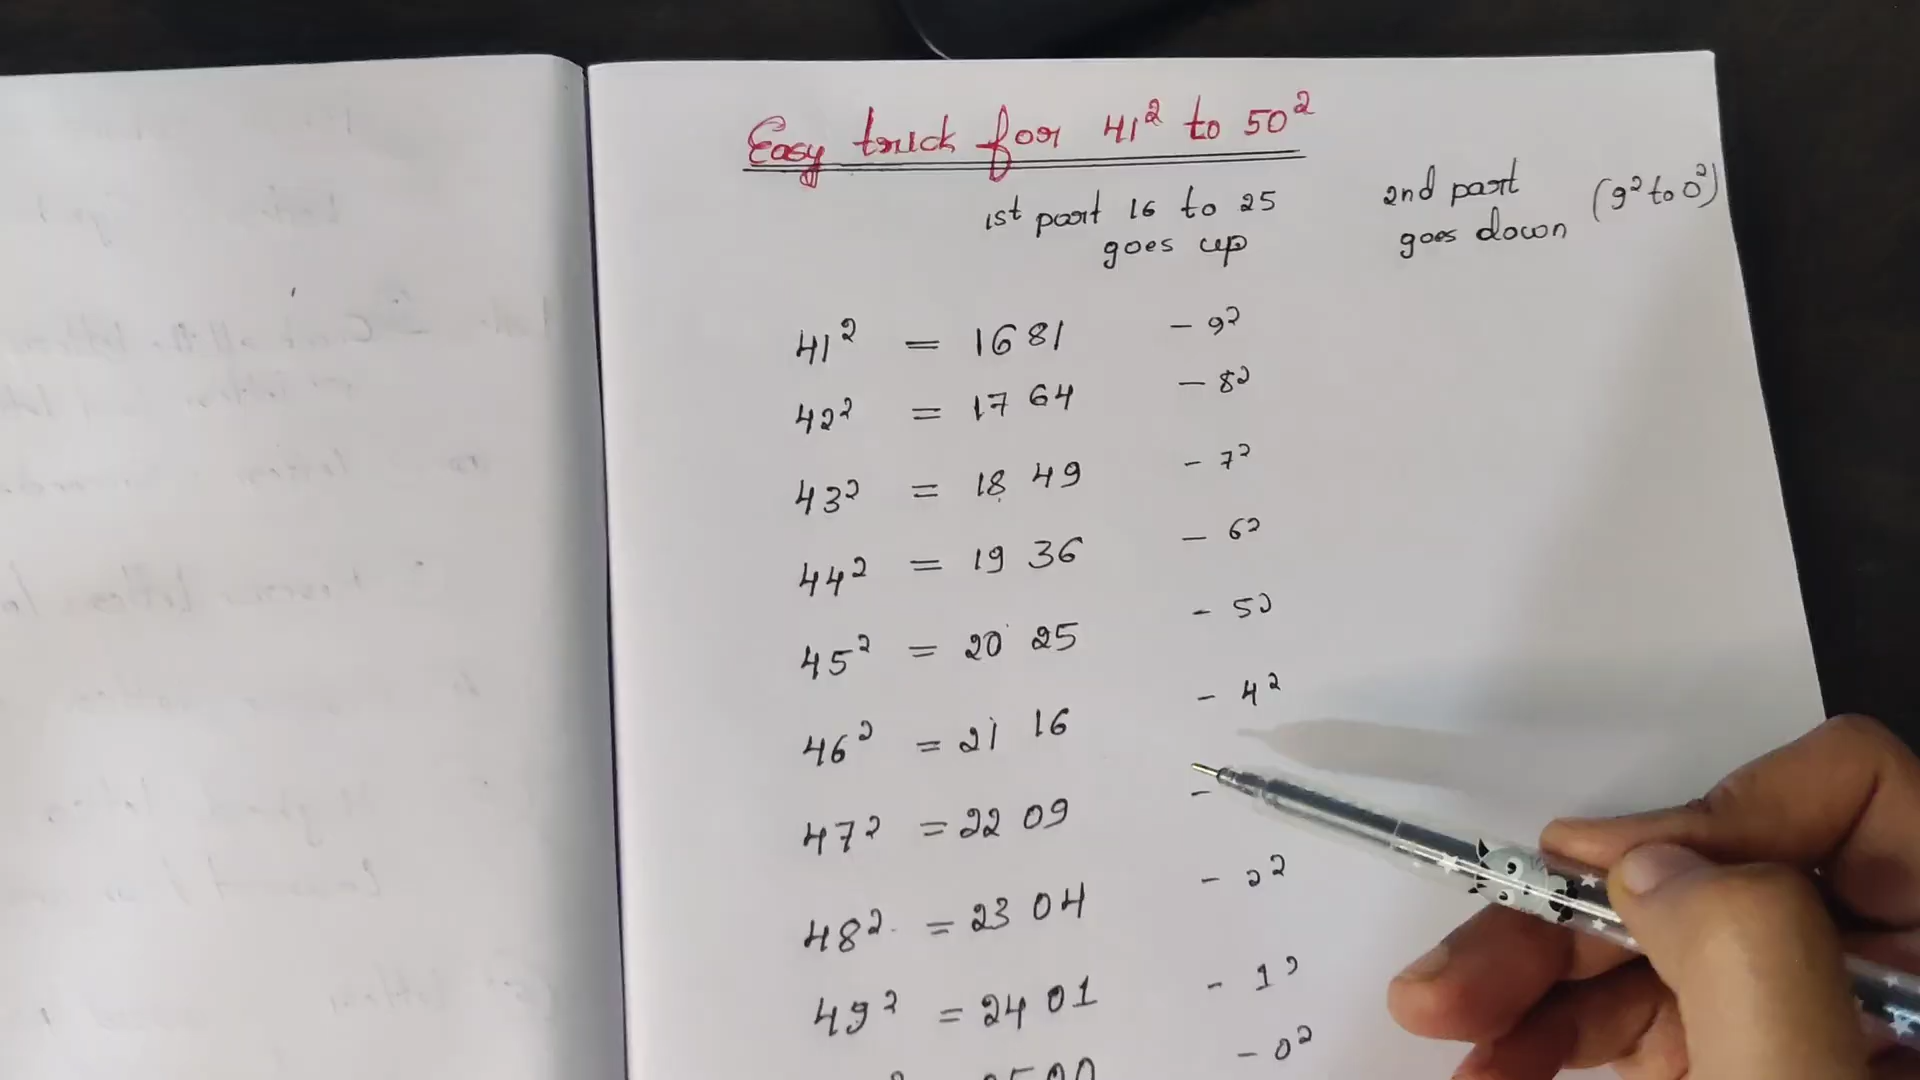 Easy trick for 41² to 50²
1st part 16 to 25 goes up
2nd part goes down (9² to 0²)
41² = 1681 - 9²
42² = 17 64 - 8²
43² = 18 49 - 7²
44² = 19 36 - 6²
45² = 20 25 - 5²
46² = 21 16 - 4²
47² = 22 09 -
48² = 23 04 - 2²
49² = 24 01 - 1²
2500 - 0²